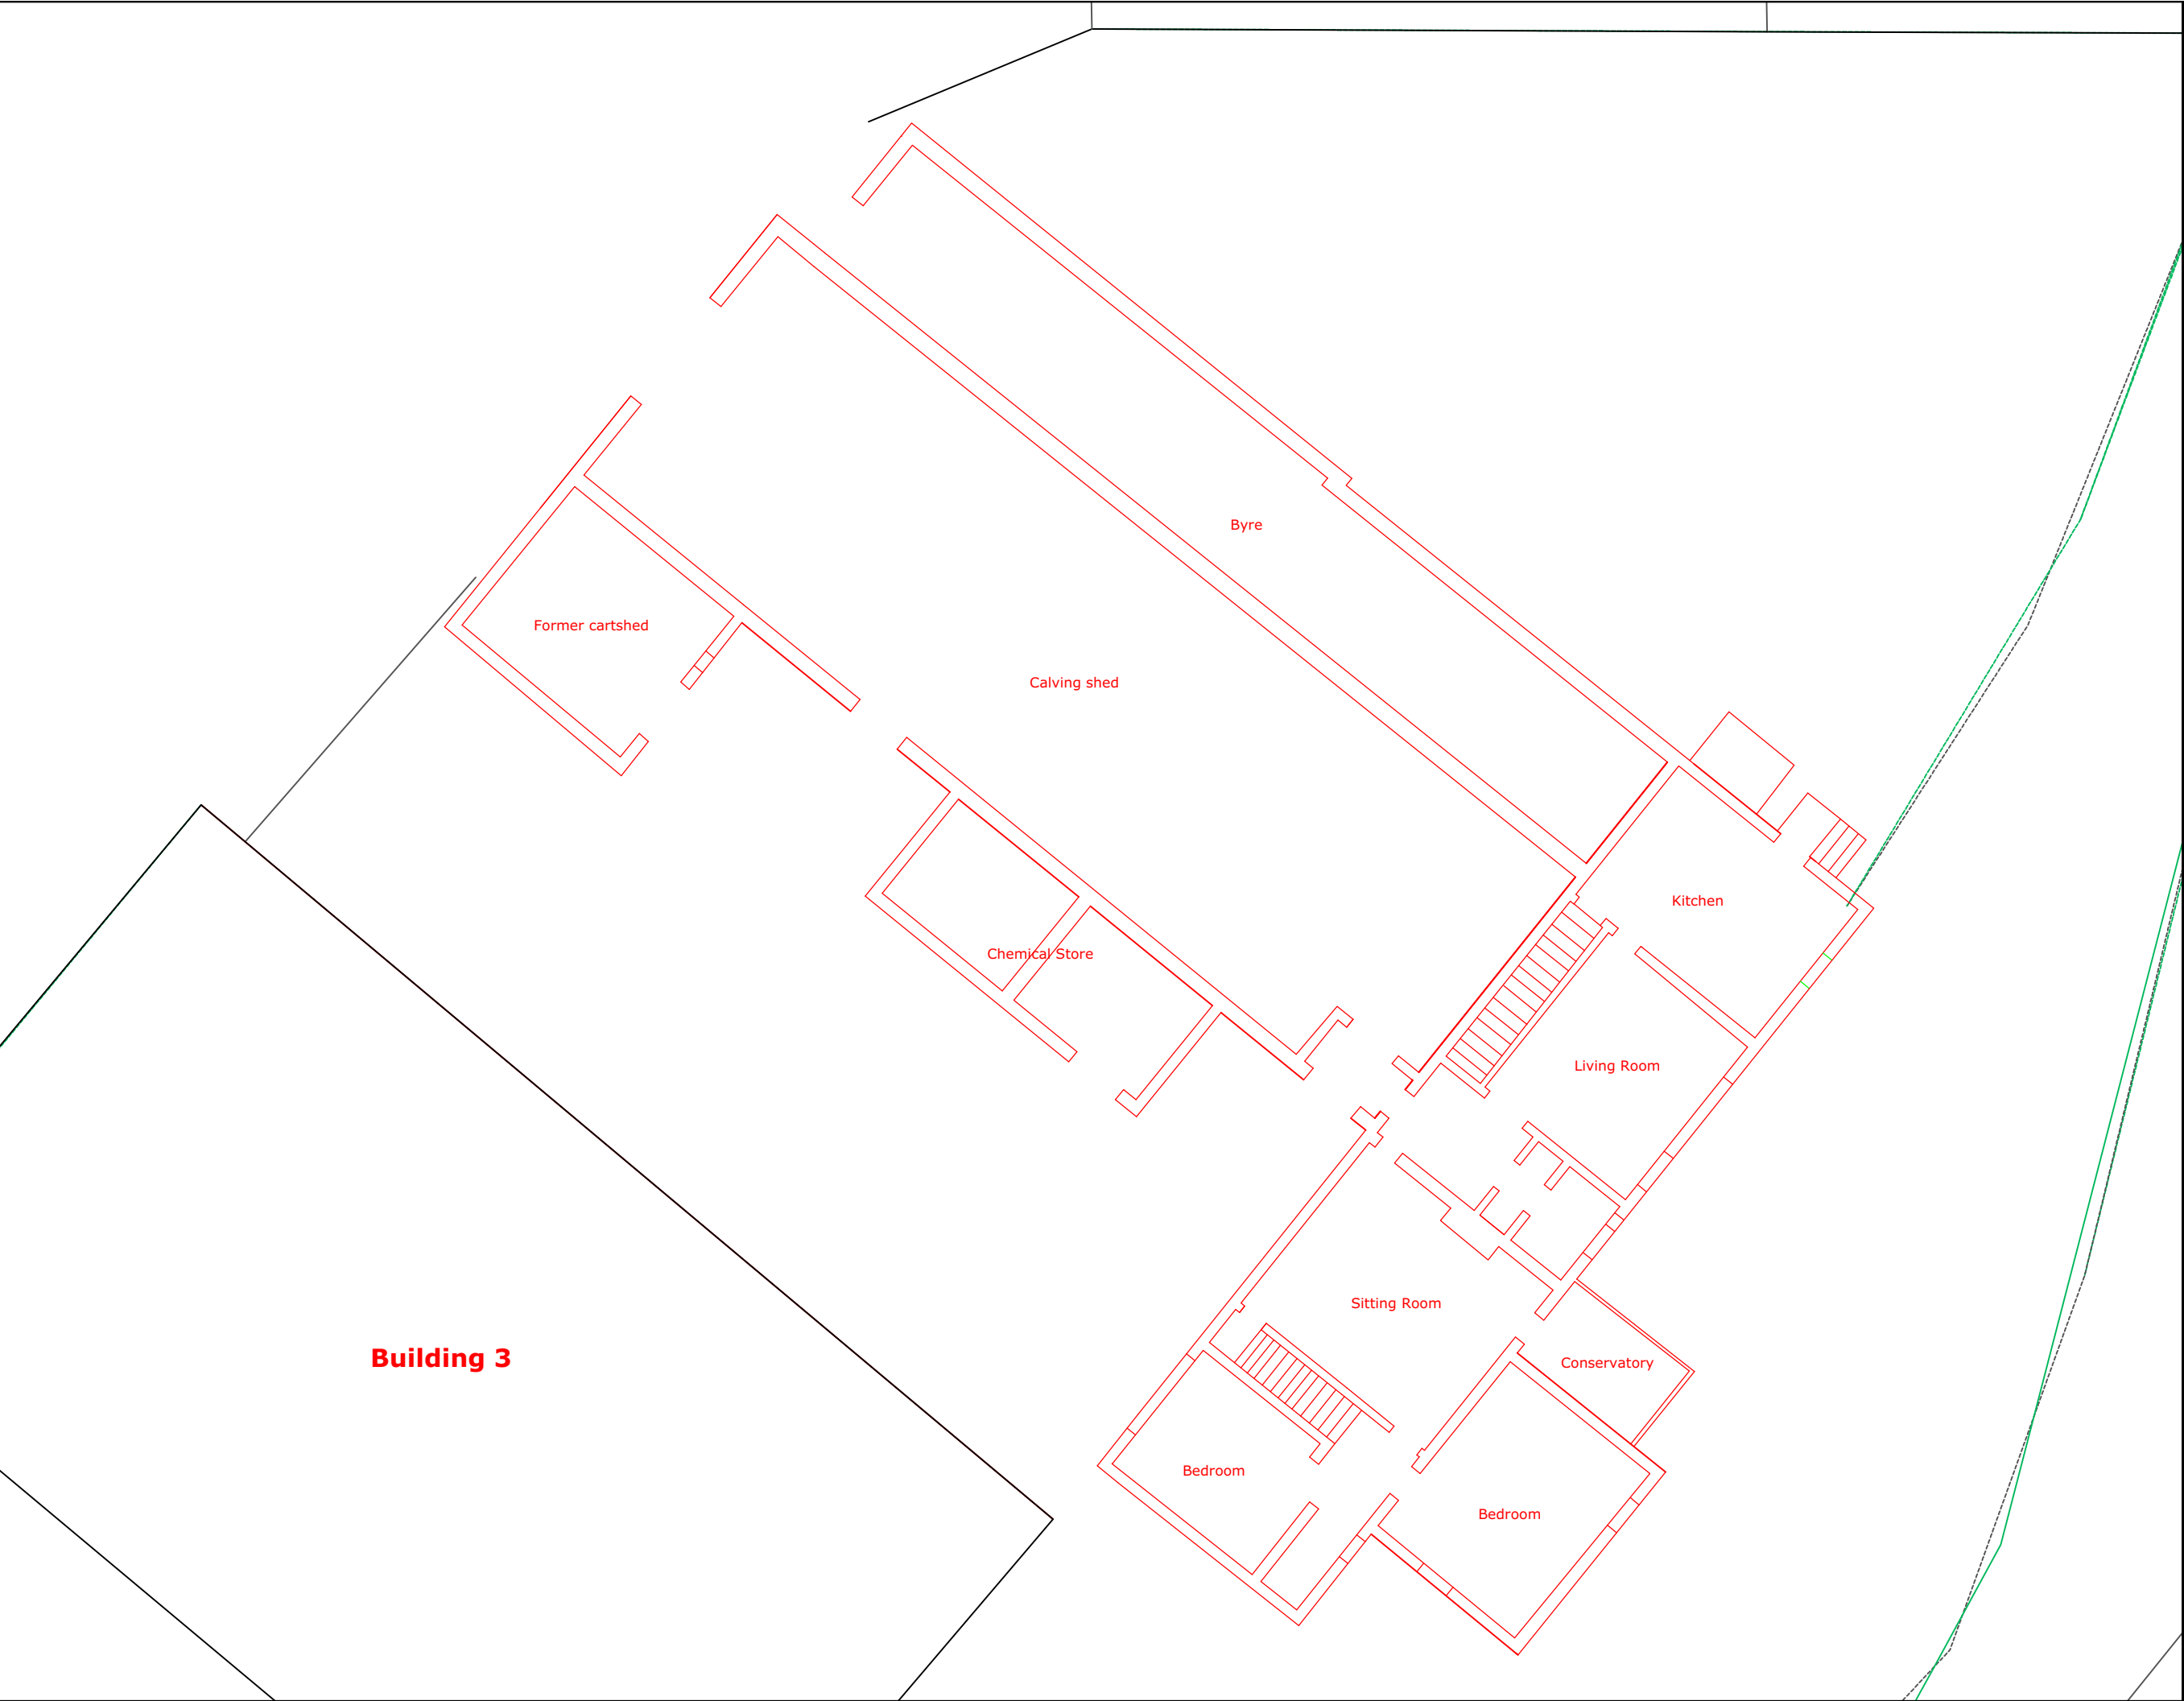 Byre
Former cartshed
Calving shed
Kitchen
Chemical Store
Living Room
Sitting Room
Building 3
Conservatory
Bedroom
Bedroom